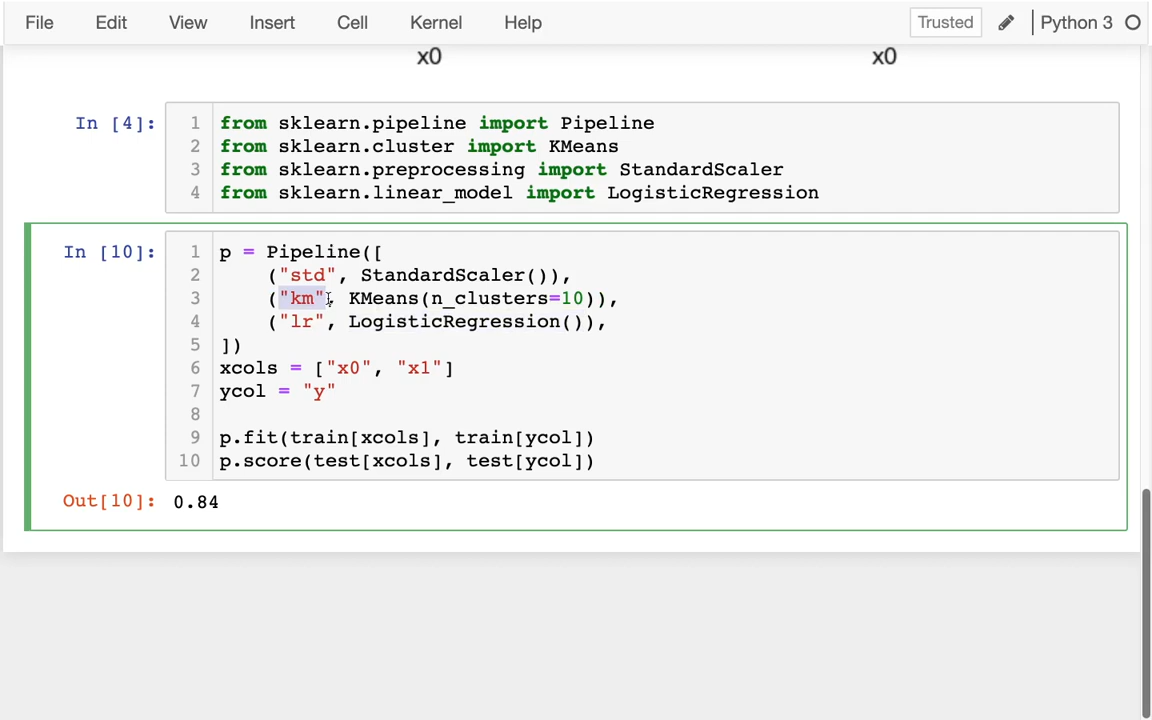 File Edit View Insert Cell Kernel Help Trusted Python 3
x0 x0
In [4]:
1 from sklearn.pipeline import Pipeline
2 from sklearn.cluster import KMeans
3 from sklearn.preprocessing import StandardScaler
4 from sklearn.linear_model import LogisticRegression
In [10]:
1 p = Pipeline([
2     ("std", StandardScaler()),
3     ("km", KMeans(n_clusters=10)),
4     ("lr", LogisticRegression()),
5 ])
6 xcols = ["x0", "x1"]
7 ycol = "y"
8
9 p.fit(train[xcols], train[ycol])
10 p.score(test[xcols], test[ycol])
Out[10]: 0.84